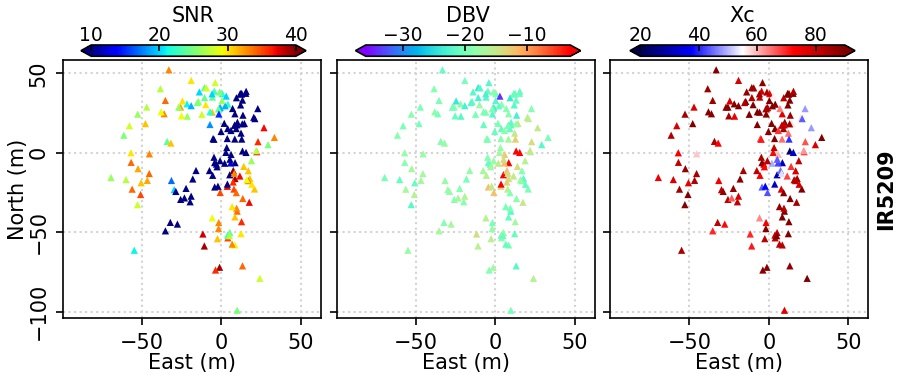 SNR DBV Xc
10 20 30 40 −30 −20 −10 20 40 60 80
50
0
−50
−100
North (m)
IR5209
−50 0 50 −50 0 50 −50 0 50
East (m) East (m) East (m)